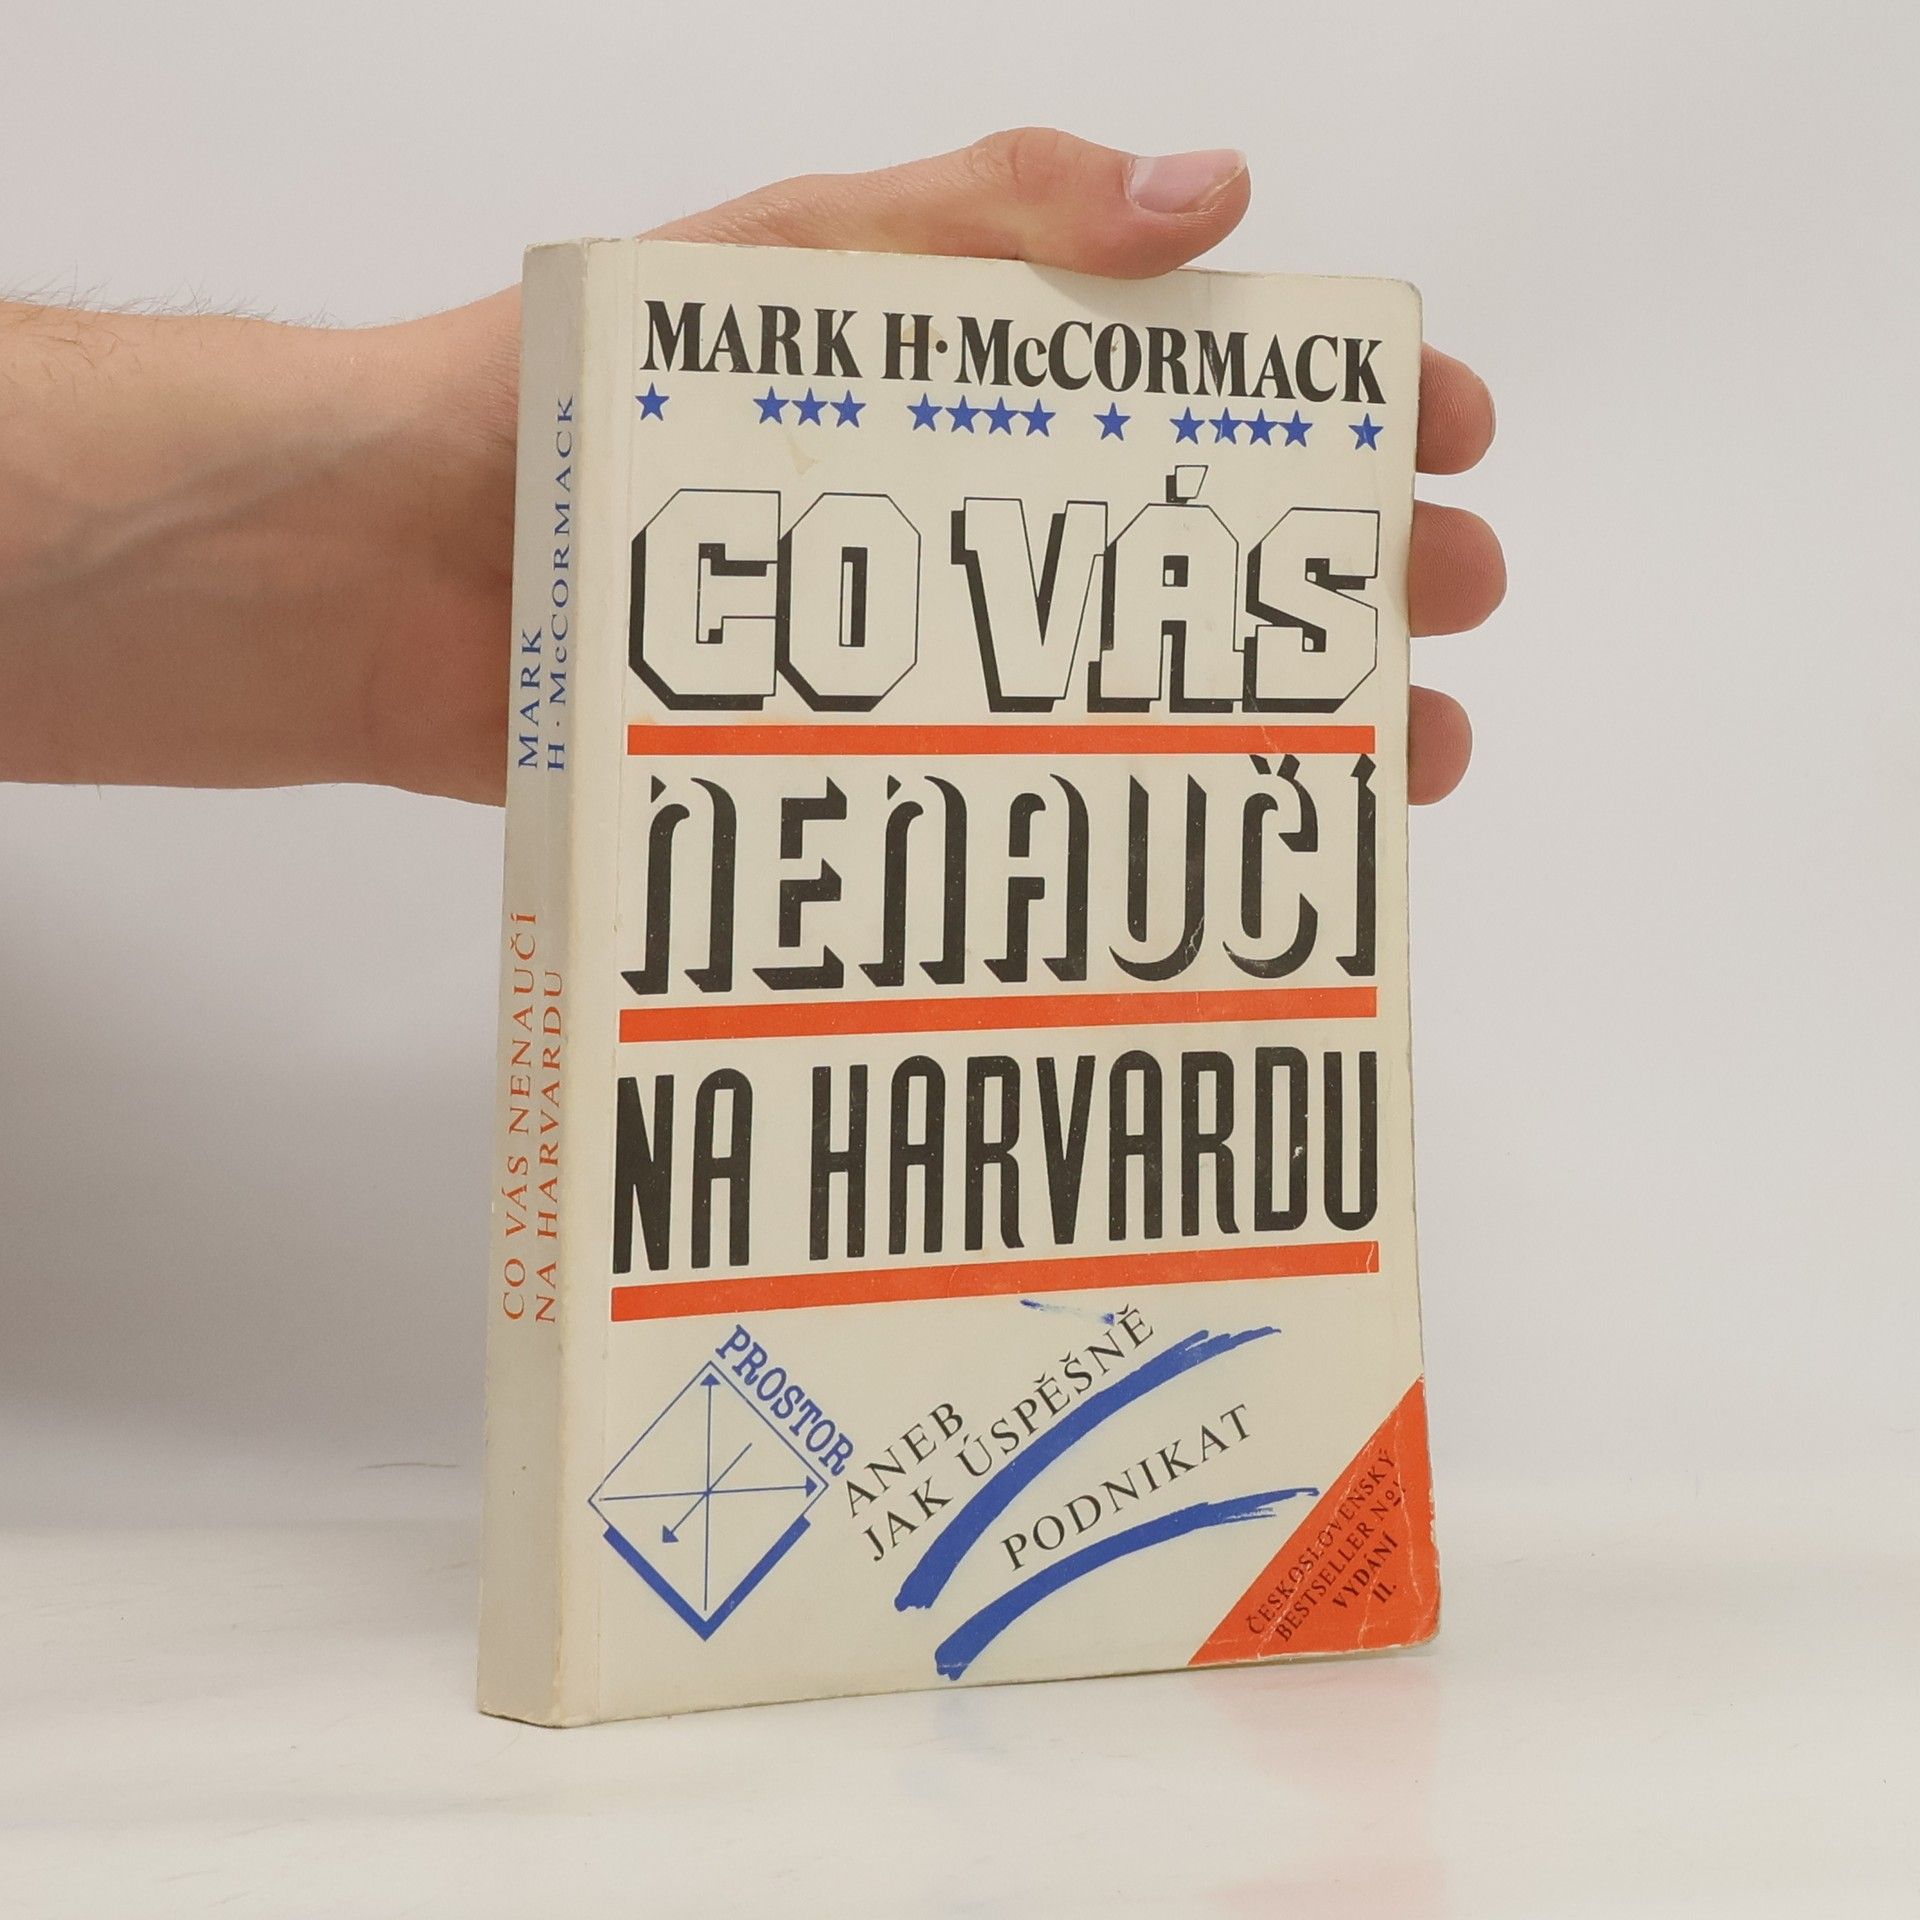 MARK H·McCORMACK
CO VÁS
NENAUČÍ
NA HARVARDU
PROSTOR
ANEB
JAK ÚSPĚŠNĚ
PODNIKAT
ČESKOSLOVENSKÝ
BESTSELLER No1
VYDÁNÍ
II.
MARK
H·McCORMACK
CO VÁS NENAUČÍ
NA HARVARDU